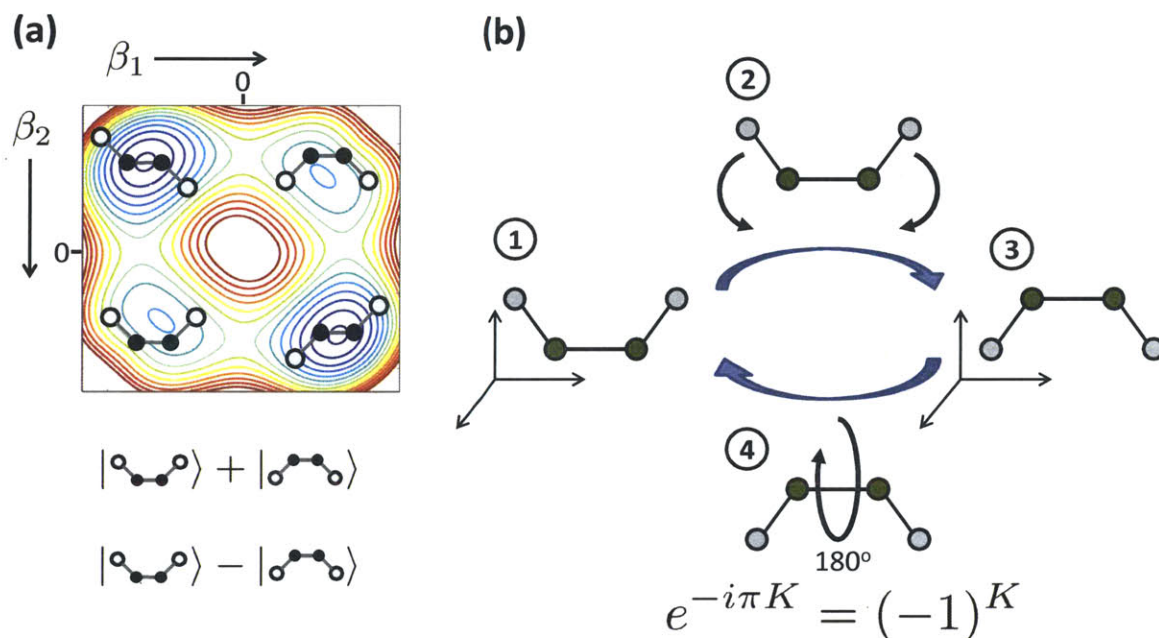 (a)
β₁
0
β₂
0
|⟩ + |⟩
|⟩ − |⟩
(b)
②
①
③
④
180°
e^{-iπK} = (−1)^K